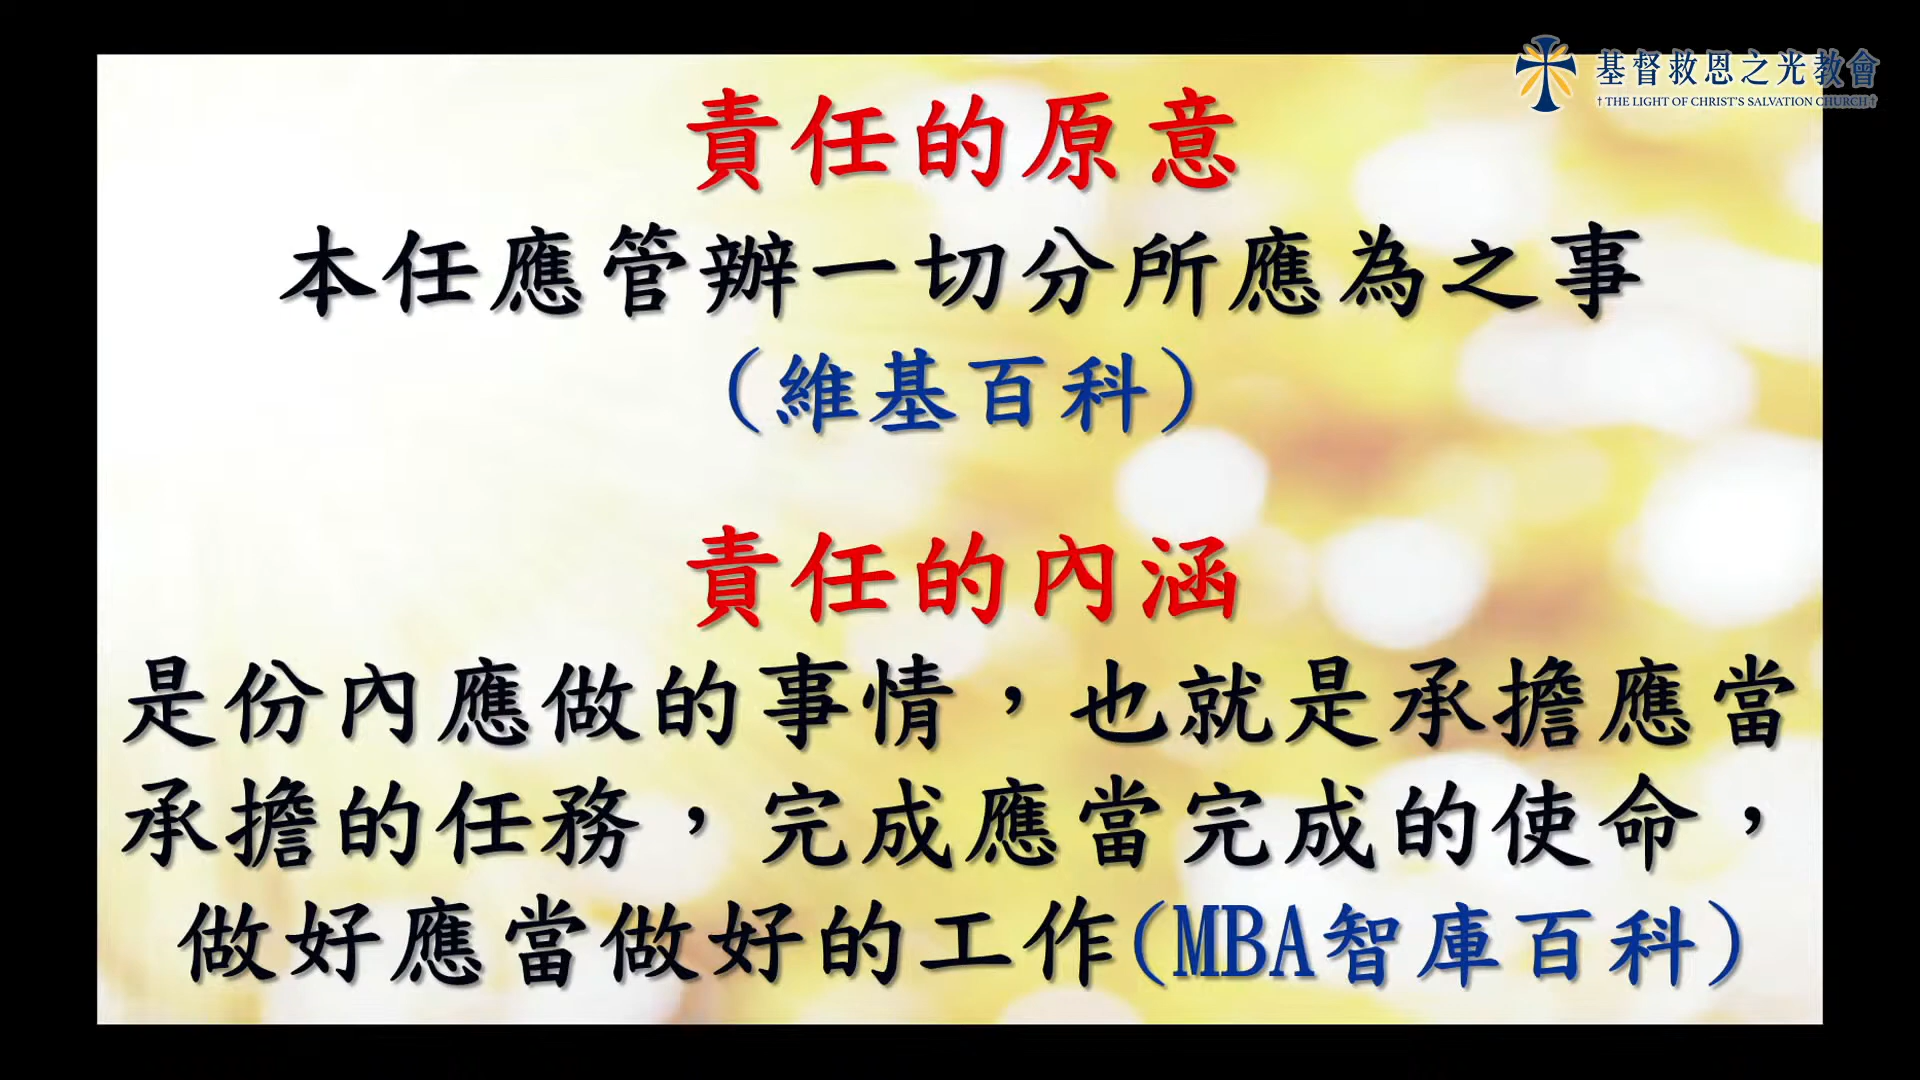 基督救恩之光教會
†THE LIGHT OF CHRIST'S SALVATION CHURCH†
責任的原意
本任應管辦一切分所應為之事
(維基百科)
責任的內涵
是份內應做的事情，也就是承擔應當
承擔的任務，完成應當完成的使命，
做好應當做好的工作(MBA智庫百科)